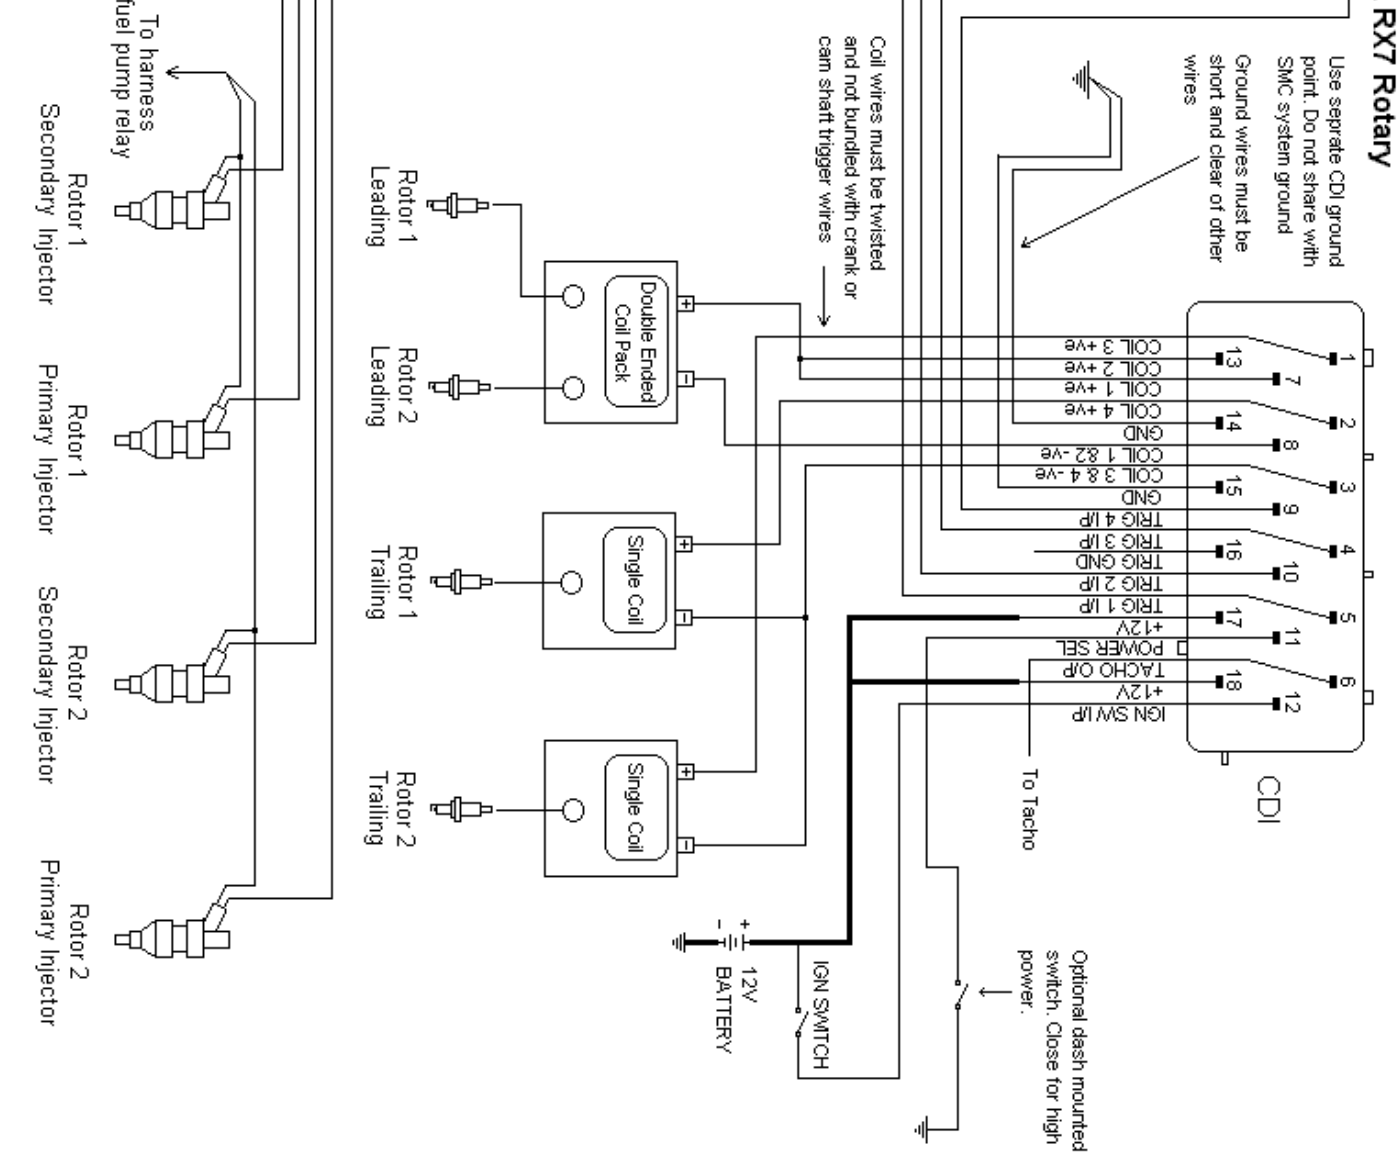 RX7 Rotary
Use seprate CDI ground
point. Do not share with
SMC system ground
Ground wires must be
short and clear of other
wires
Coil wires must be twisted
and not bundled with crank or
cam shaft trigger wires
To harness
fuel pump relay
Rotor 1
Secondary Injector
Rotor 1
Primary Injector
Rotor 2
Secondary Injector
Rotor 2
Primary Injector
Rotor 1
Leading
Rotor 2
Leading
Rotor 1
Trailing
Rotor 2
Trailing
Double Ended
Coil Pack
+
-
Single Coil
+
-
Single Coil
+
-
COIL 3 +ve
COIL 2 +ve
COIL 1 +ve
COIL 4 +ve
GND
COIL 1 &2 -ve
COIL 3 & 4 -ve
GND
TRIG 4 I/P
TRIG 3 I/P
TRIG GND
TRIG 2 I/P
TRIG 1 I/P
+12V
POWER SEL
TACHO O/P
+12V
IGN SW I/P
1
13
7
2
14
8
3
15
9
4
16
10
5
17
11
6
18
12
CDI
To Tacho
+
-
12V
BATTERY
IGN SWITCH
Optional dash mounted
switch. Close for high
power.